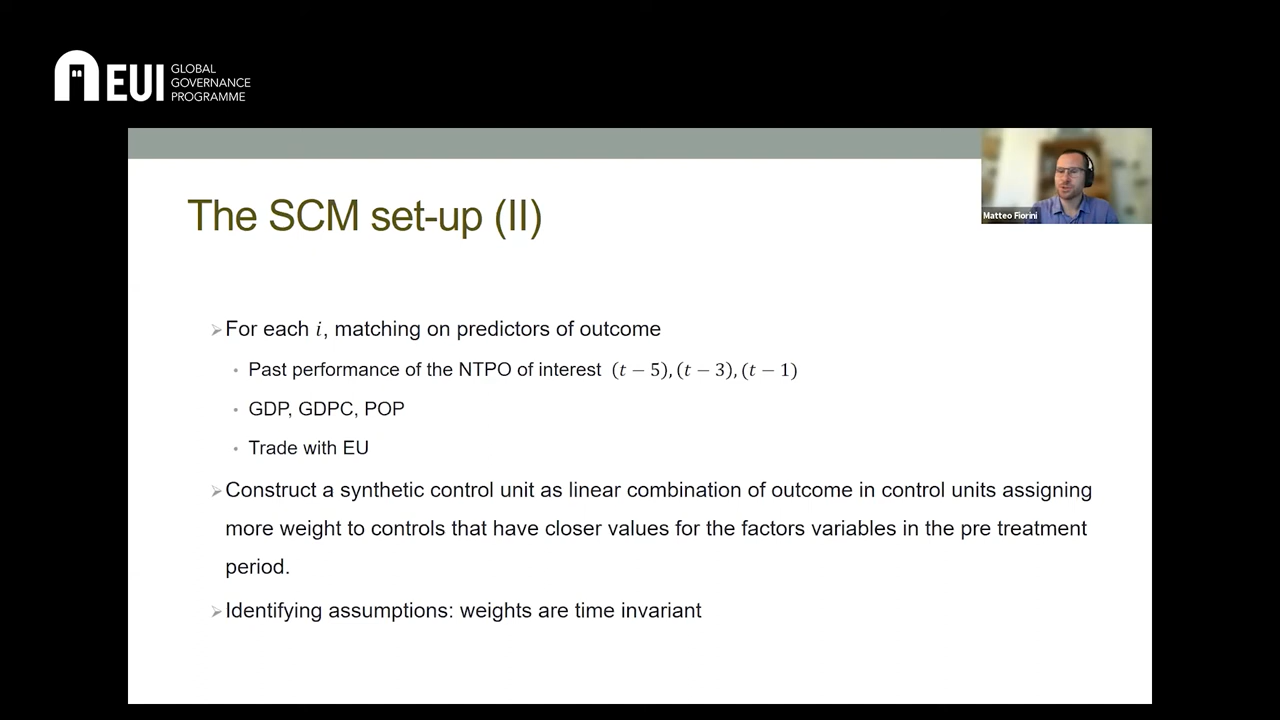 EUI
GLOBAL
GOVERNANCE
PROGRAMME
Matteo Fiorini
The SCM set-up (II)
For each i, matching on predictors of outcome
Past performance of the NTPO of interest (t − 5), (t − 3), (t − 1)
GDP, GDPC, POP
Trade with EU
Construct a synthetic control unit as linear combination of outcome in control units assigning
more weight to controls that have closer values for the factors variables in the pre treatment
period.
Identifying assumptions: weights are time invariant